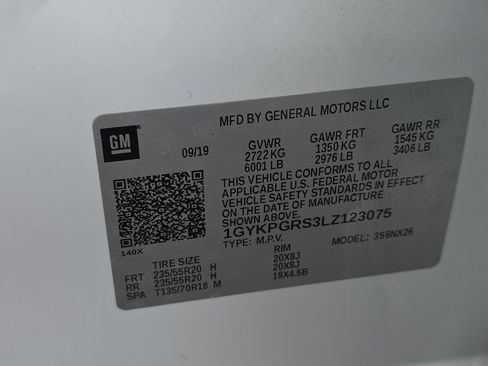 MFD BY GENERAL MOTORS LLC
GM
09/19 GVWR GAWR FRT GAWR RR
2722 KG 1350 KG 1545 KG
6001 LB 2976 LB 3406 LB
THIS VEHICLE CONFORMS TO ALL
APPLICABLE U.S. FEDERAL MOTOR
VEHICLE SAFETY STANDARDS IN EFFECT
ON THE DATE OF MANUFACTURE
SHOWN ABOVE.
1GYKPGRS3LZ123075
TYPE: M.P.V. MODEL: 356NX26
140X
TIRE SIZE RIM
FRT 235/55R20 H 20X8J
RR 235/55R20 H 20X8J
SPA T135/70R18 M 18X4.5B